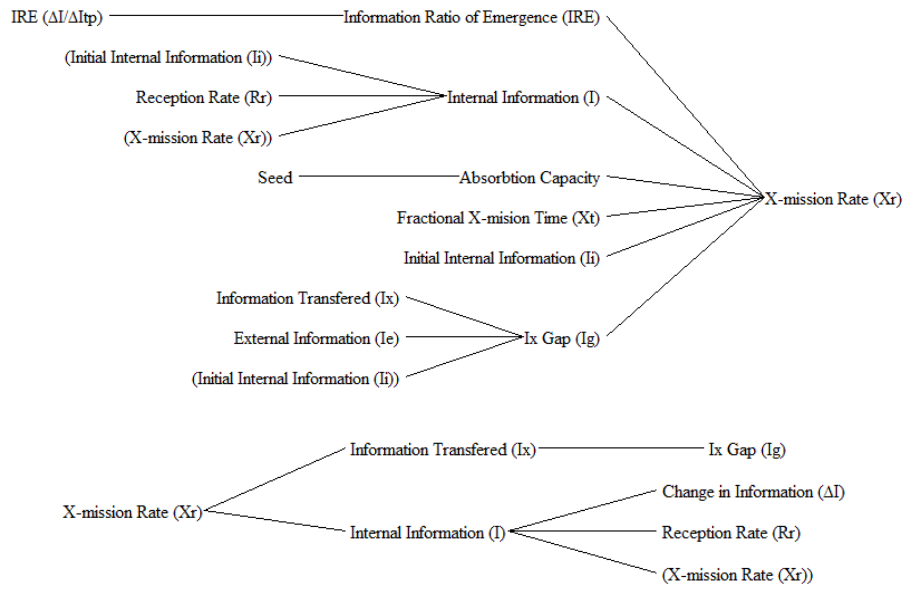 IRE (ΔI/ΔItp)
Information Ratio of Emergence (IRE)
(Initial Internal Information (Ii))
Reception Rate (Rr)
Internal Information (I)
(X-mission Rate (Xr))
Seed
Absorbtion Capacity
X-mission Rate (Xr)
Fractional X-mision Time (Xt)
Initial Internal Information (Ii)
Information Transfered (Ix)
External Information (Ie)
Ix Gap (Ig)
(Initial Internal Information (Ii))
Information Transfered (Ix)
Ix Gap (Ig)
Change in Information (ΔI)
X-mission Rate (Xr)
Internal Information (I)
Reception Rate (Rr)
(X-mission Rate (Xr))